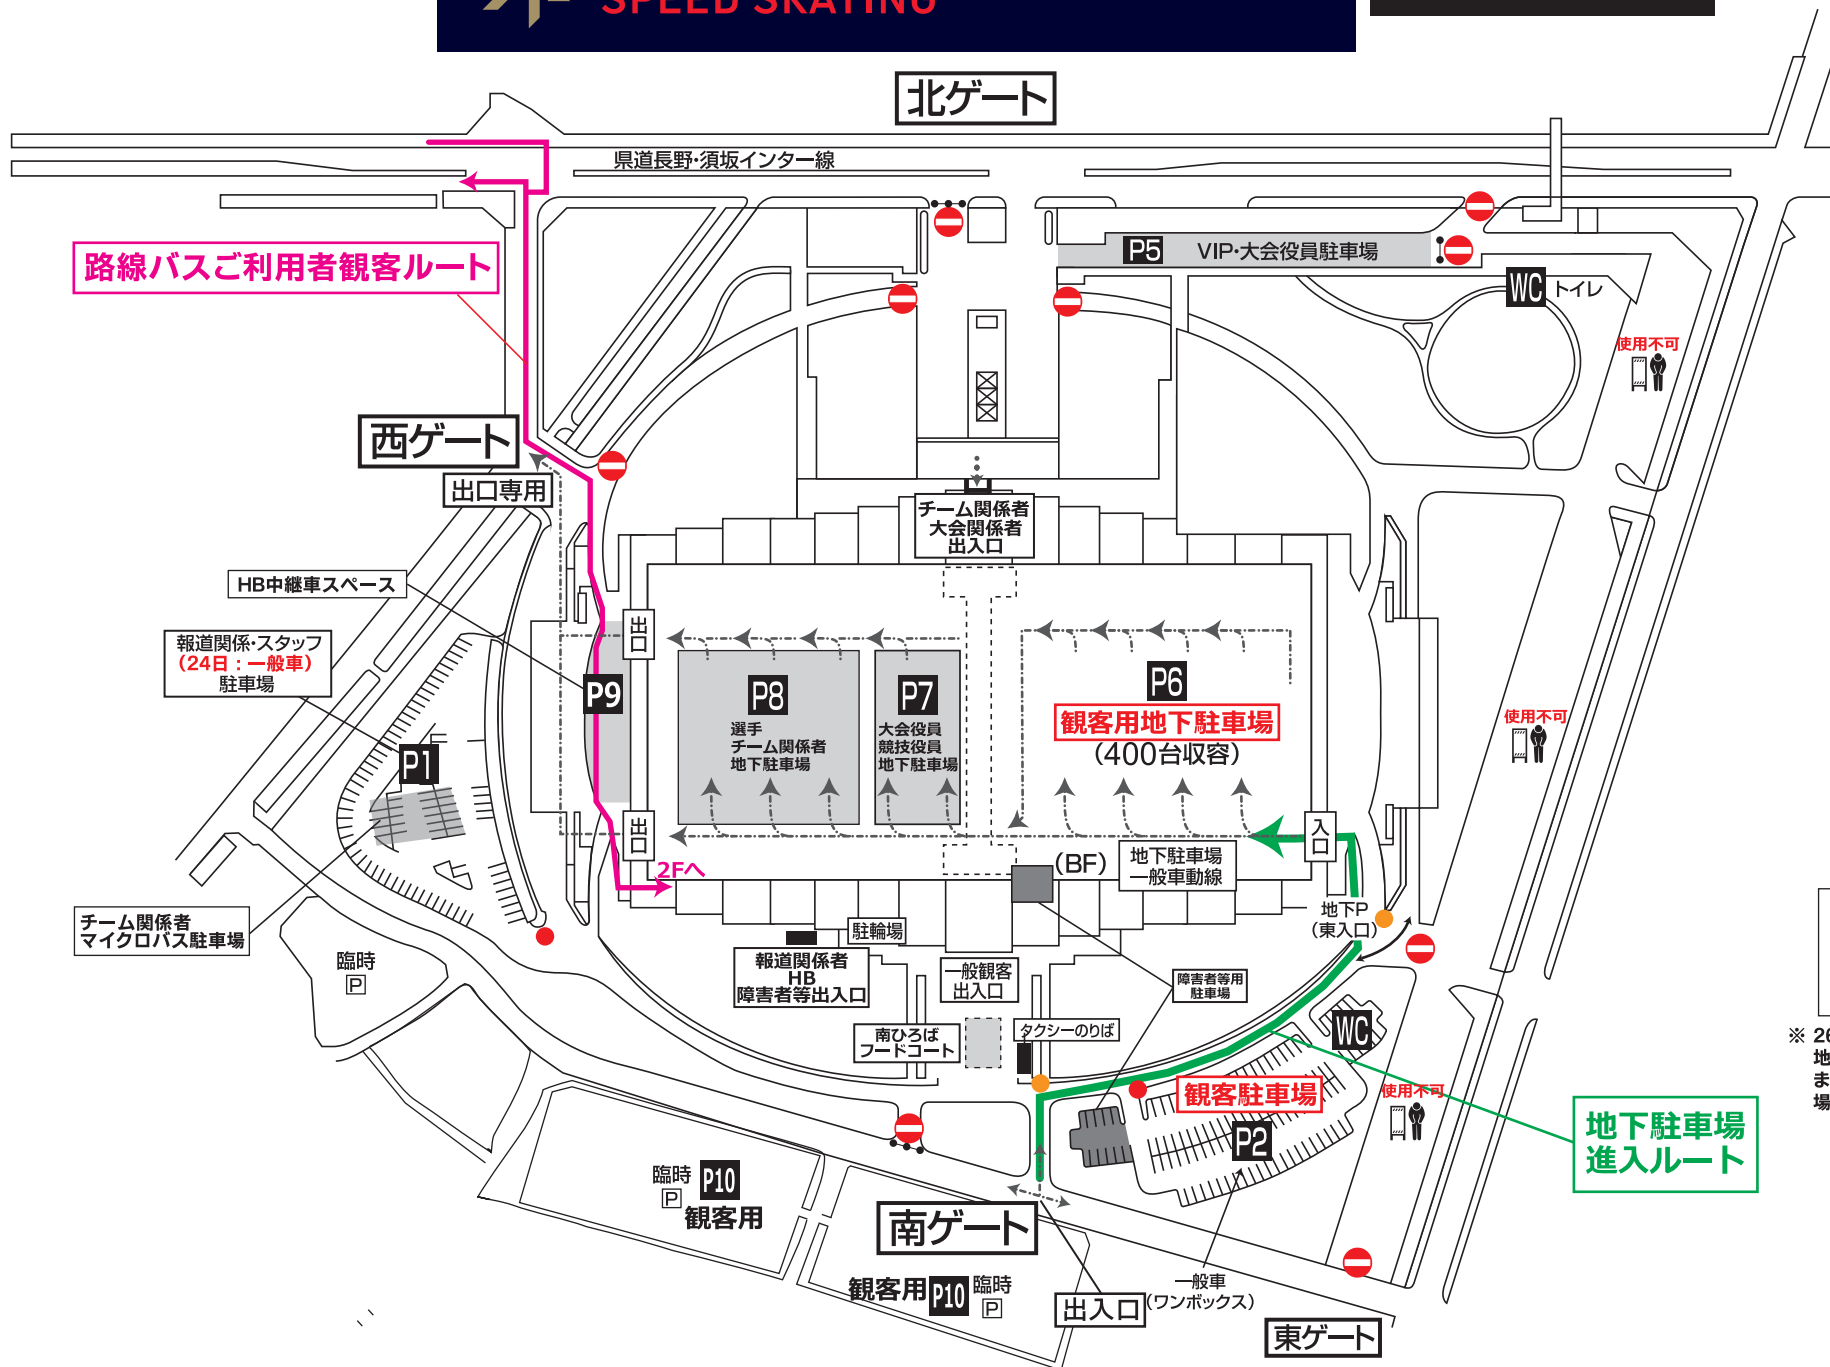 SPEED SKATING
北ゲート
県道長野・須坂インター線
P5 VIP・大会役員駐車場
WC トイレ
路線バスご利用者観客ルート
使用不可
西ゲート
出口専用
チーム関係者
大会関係者
出入口
HB中継車スペース
報道関係・スタッフ
（24日：一般車）
駐車場
出口
P9
P8
選手
チーム関係者
地下駐車場
P7
大会役員
競技役員
地下駐車場
P6
観客用地下駐車場
（400台収容）
使用不可
P1
出口
入口
2Fへ
（BF）
地下駐車場
一般車動線
地下P
（東入口）
チーム関係者
マイクロバス駐車場
臨時
P
駐輪場
報道関係者
HB
障害者等出入口
一般観客
出入口
障害者等用
駐車場
南ひろば
フードコート
タクシーのりば
WC
※ 26
地
ま
場
観客駐車場
P2
使用不可
地下駐車場
進入ルート
臨時
P
P10
観客用
南ゲート
観客用
P10
臨時
P
出入口
一般車
（ワンボックス）
東ゲート